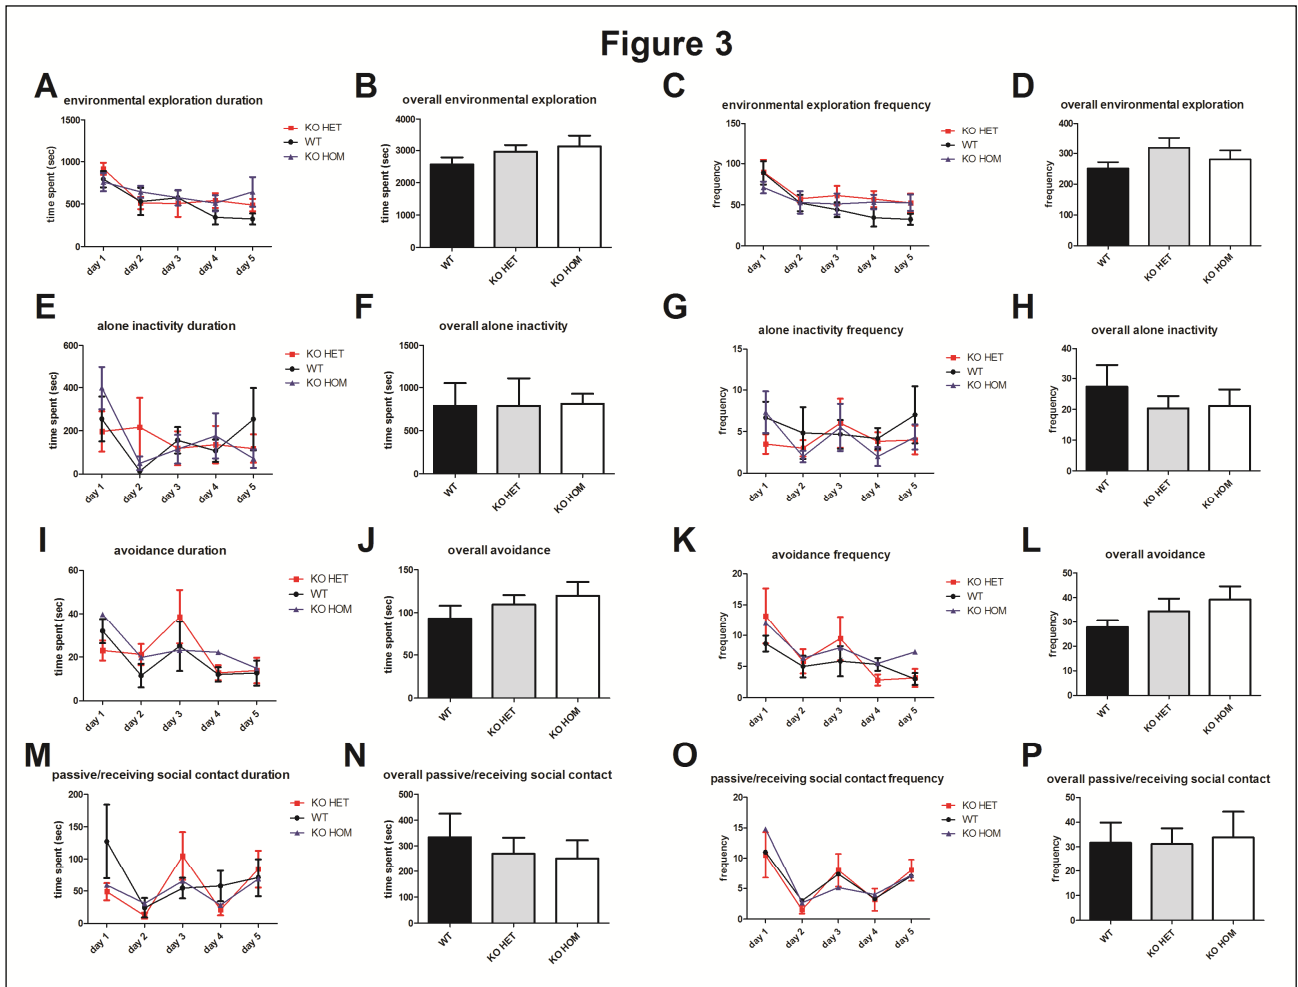 Figure 3
A
environmental exploration duration
time spent (sec)
1500
1000
500
0
day 1
day 2
day 3
day 4
day 5
KO HET
WT
KO HOM
B
overall environmental exploration
time spent (sec)
4000
3000
2000
1000
0
WT
KO HET
KO HOM
C
environmental exploration frequency
frequency
150
100
50
0
day 1
day 2
day 3
day 4
day 5
KO HET
WT
KO HOM
D
overall environmental exploration
frequency
400
300
200
100
0
WT
KO HET
KO HOM
E
alone inactivity duration
time spent (sec)
600
400
200
0
day 1
day 2
day 3
day 4
day 5
KO HET
WT
KO HOM
F
overall alone inactivity
time spent (sec)
1500
1000
500
0
WT
KO HET
KO HOM
G
alone inactivity frequency
frequency
15
10
5
0
day 1
day 2
day 3
day 4
day 5
KO HET
WT
KO HOM
H
overall alone inactivity
frequency
40
30
20
10
0
WT
KO HET
KO HOM
I
avoidance duration
time spent (sec)
60
40
20
0
day 1
day 2
day 3
day 4
day 5
KO HET
WT
KO HOM
J
overall avoidance
time spent (sec)
150
100
50
0
WT
KO HET
KO HOM
K
avoidance frequency
frequency
20
15
10
5
0
day 1
day 2
day 3
day 4
day 5
KO HET
WT
KO HOM
L
overall avoidance
frequency
50
40
30
20
10
0
WT
KO HET
KO HOM
M
passive/receiving social contact duration
time spent (sec)
200
150
100
50
0
day 1
day 2
day 3
day 4
day 5
KO HET
WT
KO HOM
N
overall passive/receiving social contact
time spent (sec)
500
400
300
200
100
0
WT
KO HET
KO HOM
O
passive/receiving social contact frequency
frequency
20
15
10
5
0
day 1
day 2
day 3
day 4
day 5
KO HET
WT
KO HOM
P
overall passive/receiving social contact
frequency
50
40
30
20
10
0
WT
KO HET
KO HOM